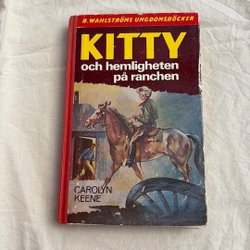 B. WAHLSTRÖMS UNGDOMSBÖCKER
KITTY
och hemligheten
på ranchen
CAROLYN
KEENE